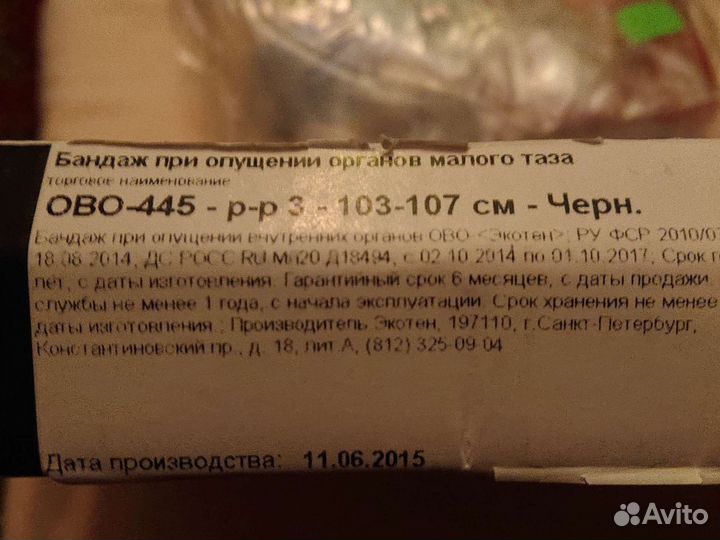 Бандаж при опущении органов малого таза
торговое наименование
ОВО-445 - р-р 3 - 103-107 см - Черн.
Бандаж при опущении внутренних органов ОВО <Экотен>; РУ ФСР 2010/07
18.08.2014, ДС РОСС RU.МП20.Д18494, с 02.10.2014 по 01.10.2017, Срок г
лет, с даты изготовления. Гарантийный срок 6 месяцев, с даты продажи.
службы не менее 1 года, с начала эксплуатации. Срок хранения не менее
даты изготовления.; Производитель Экотен, 197110, г.Санкт-Петербург,
Константиновский пр., д. 18, лит.А, (812) 325-09-04
Дата производства: 11.06.2015
Avito